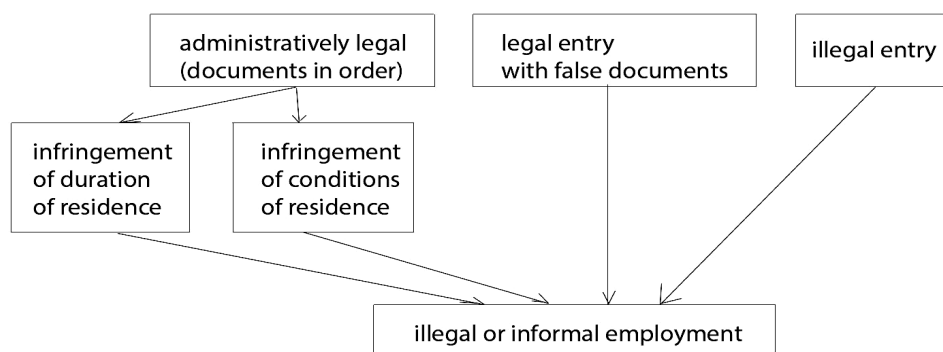 administratively legal
(documents in order)
legal entry
with false documents
illegal entry
infringement
of duration
of residence
infringement
of conditions
of residence
illegal or informal employment